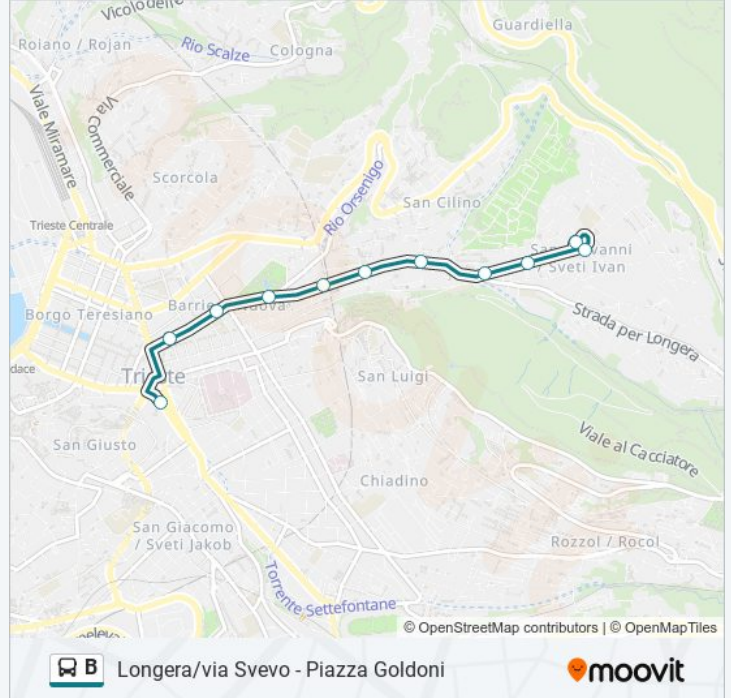 Vicolo delle
Guardiella
Roiano / Rojan
Rio Scalze
Cologna
Viale Miramare
Via Commerciale
Scorcola
Rio Orsenigo
San Cilino
Trieste Centrale
San Giovanni
/ Sveti Ivan
Borgo Teresiano
Barriera Nuova
Strada per Longera
dace
Trieste
San Luigi
San Giusto
Viale al Cacciatore
Chiadino
San Giacomo
/ Sveti Jakob
Rozzol / Rocol
Torrente Settefontane
© OpenStreetMap contributors | © OpenMapTiles
B
Longera/via Svevo - Piazza Goldoni
moovit